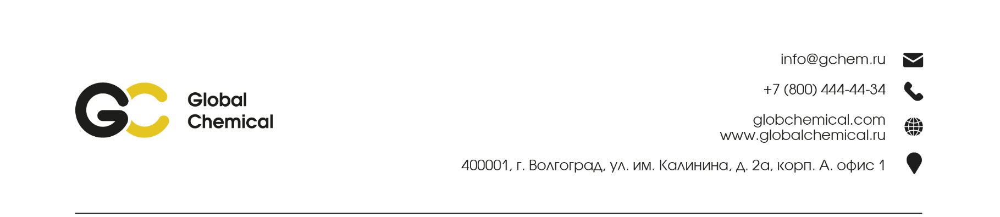 GC
Global
Chemical
info@gchem.ru
+7 (800) 444-44-34
globchemical.com
www.globalchemical.ru
400001, г. Волгоград, ул. им. Калинина, д. 2а, корп. А. офис 1